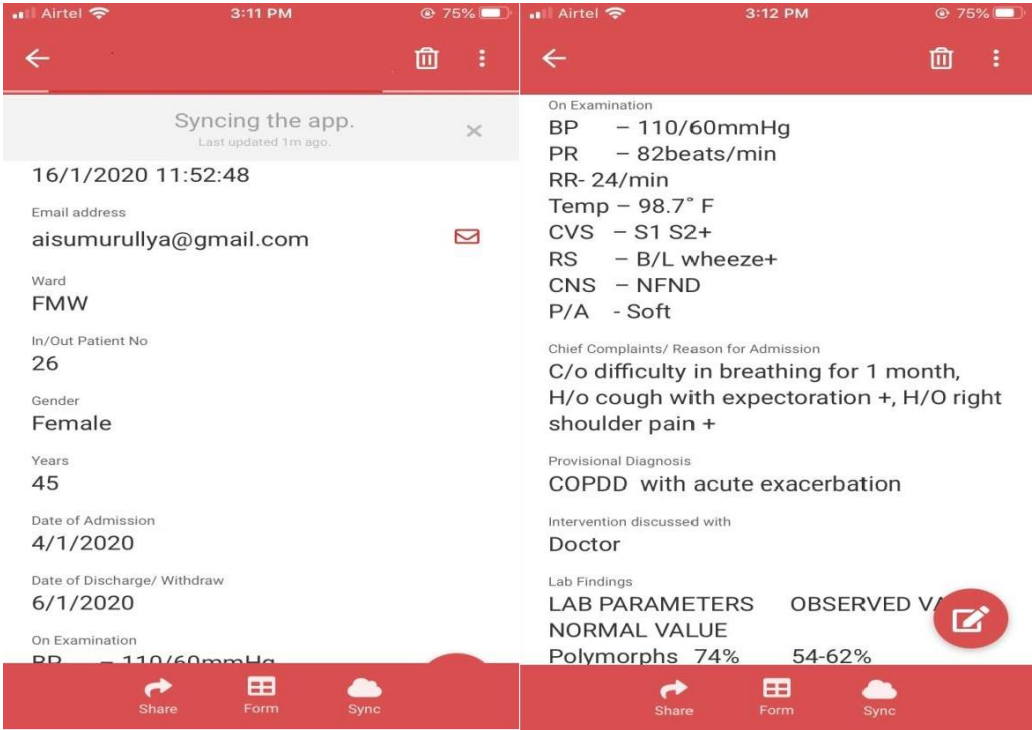 Airtel 3:11 PM 75%
Syncing the app.
Last updated 1m ago.
16/1/2020 11:52:48
Email address
aisumurullya@gmail.com
Ward
FMW
In/Out Patient No
26
Gender
Female
Years
45
Date of Admission
4/1/2020
Date of Discharge/ Withdraw
6/1/2020
On Examination
BP – 110/60mmHg
Share Form Sync
Airtel 3:12 PM 75%
On Examination
BP – 110/60mmHg
PR – 82beats/min
RR- 24/min
Temp – 98.7° F
CVS – S1 S2+
RS – B/L wheeze+
CNS – NFND
P/A - Soft
Chief Complaints/ Reason for Admission
C/o difficulty in breathing for 1 month,
H/o cough with expectoration +, H/O right
shoulder pain +
Provisional Diagnosis
COPDD with acute exacerbation
Intervention discussed with
Doctor
Lab Findings
LAB PARAMETERS OBSERVED
NORMAL VALUE
Polymorphs 74% 54-62%
Share Form Sync